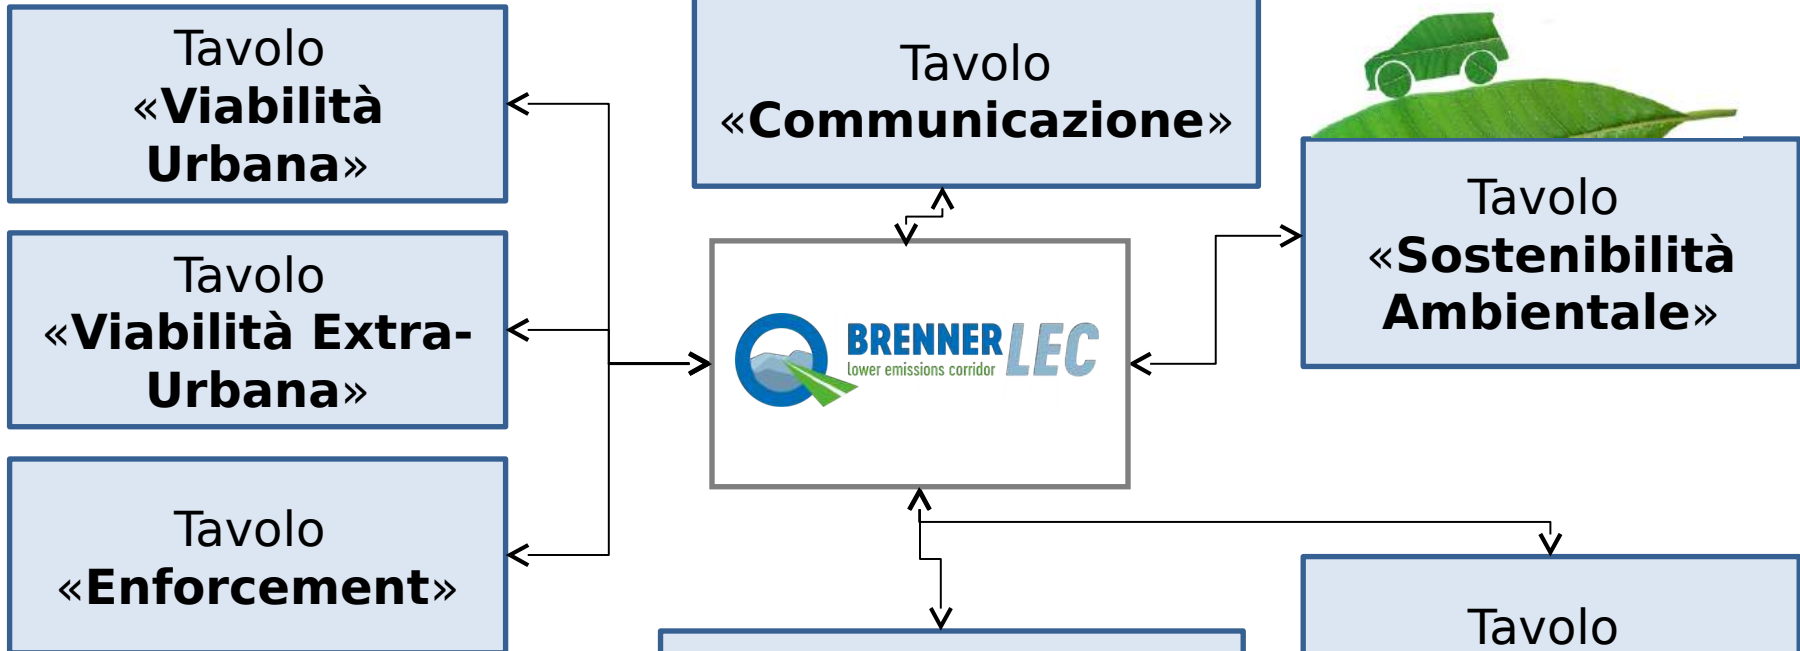 Tavolo
«Viabilità
Urbana»
Tavolo
«Communicazione»
Tavolo
«Sostenibilità
Ambientale»
Tavolo
«Viabilità Extra-
Urbana»
BRENNER LEC
lower emissions corridor
Tavolo
«Enforcement»
Tavolo